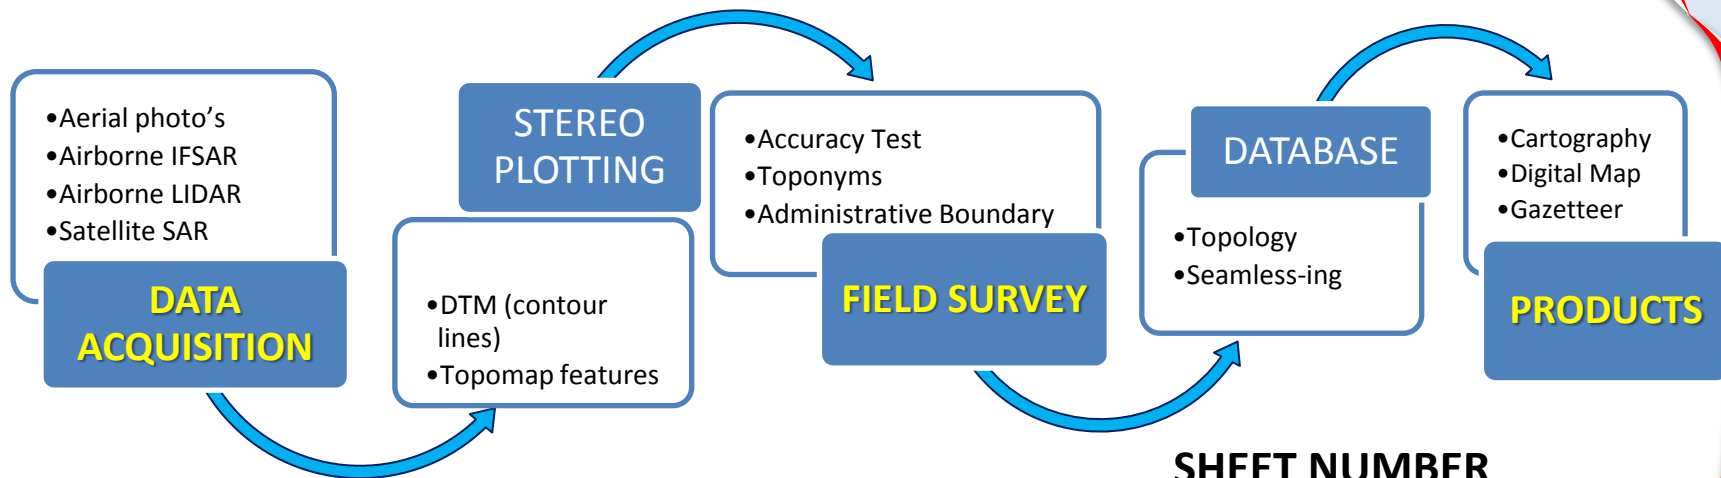 •Aerial photo's
•Airborne IFSAR
•Airborne LIDAR
•Satellite SAR
DATA
ACQUISITION
STEREO
PLOTTING
•DTM (contour
lines)
•Topomap features
•Accuracy Test
•Toponyms
•Administrative Boundary
FIELD SURVEY
DATABASE
•Topology
•Seamless-ing
•Cartography
•Digital Map
•Gazetteer
PRODUCTS
SHEET NUMBER